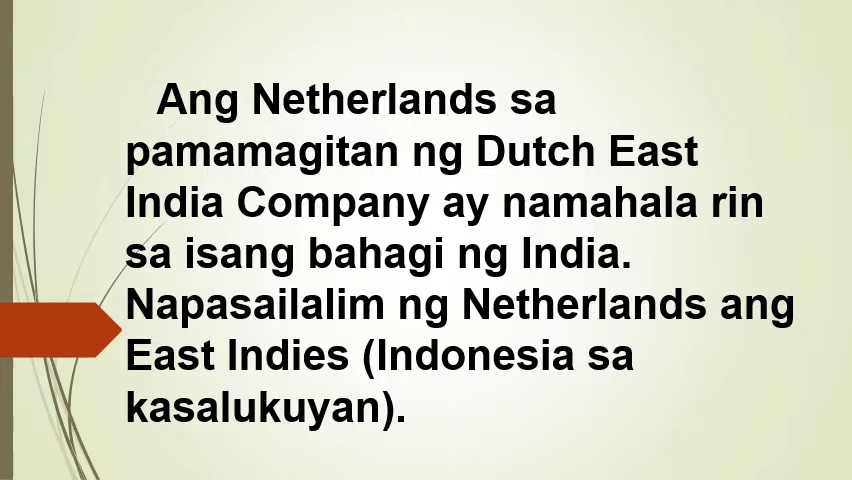 Ang Netherlands sa
pamamagitan ng Dutch East
India Company ay namahala rin
sa isang bahagi ng India.
Napasailalim ng Netherlands ang
East Indies (Indonesia sa
kasalukuyan).